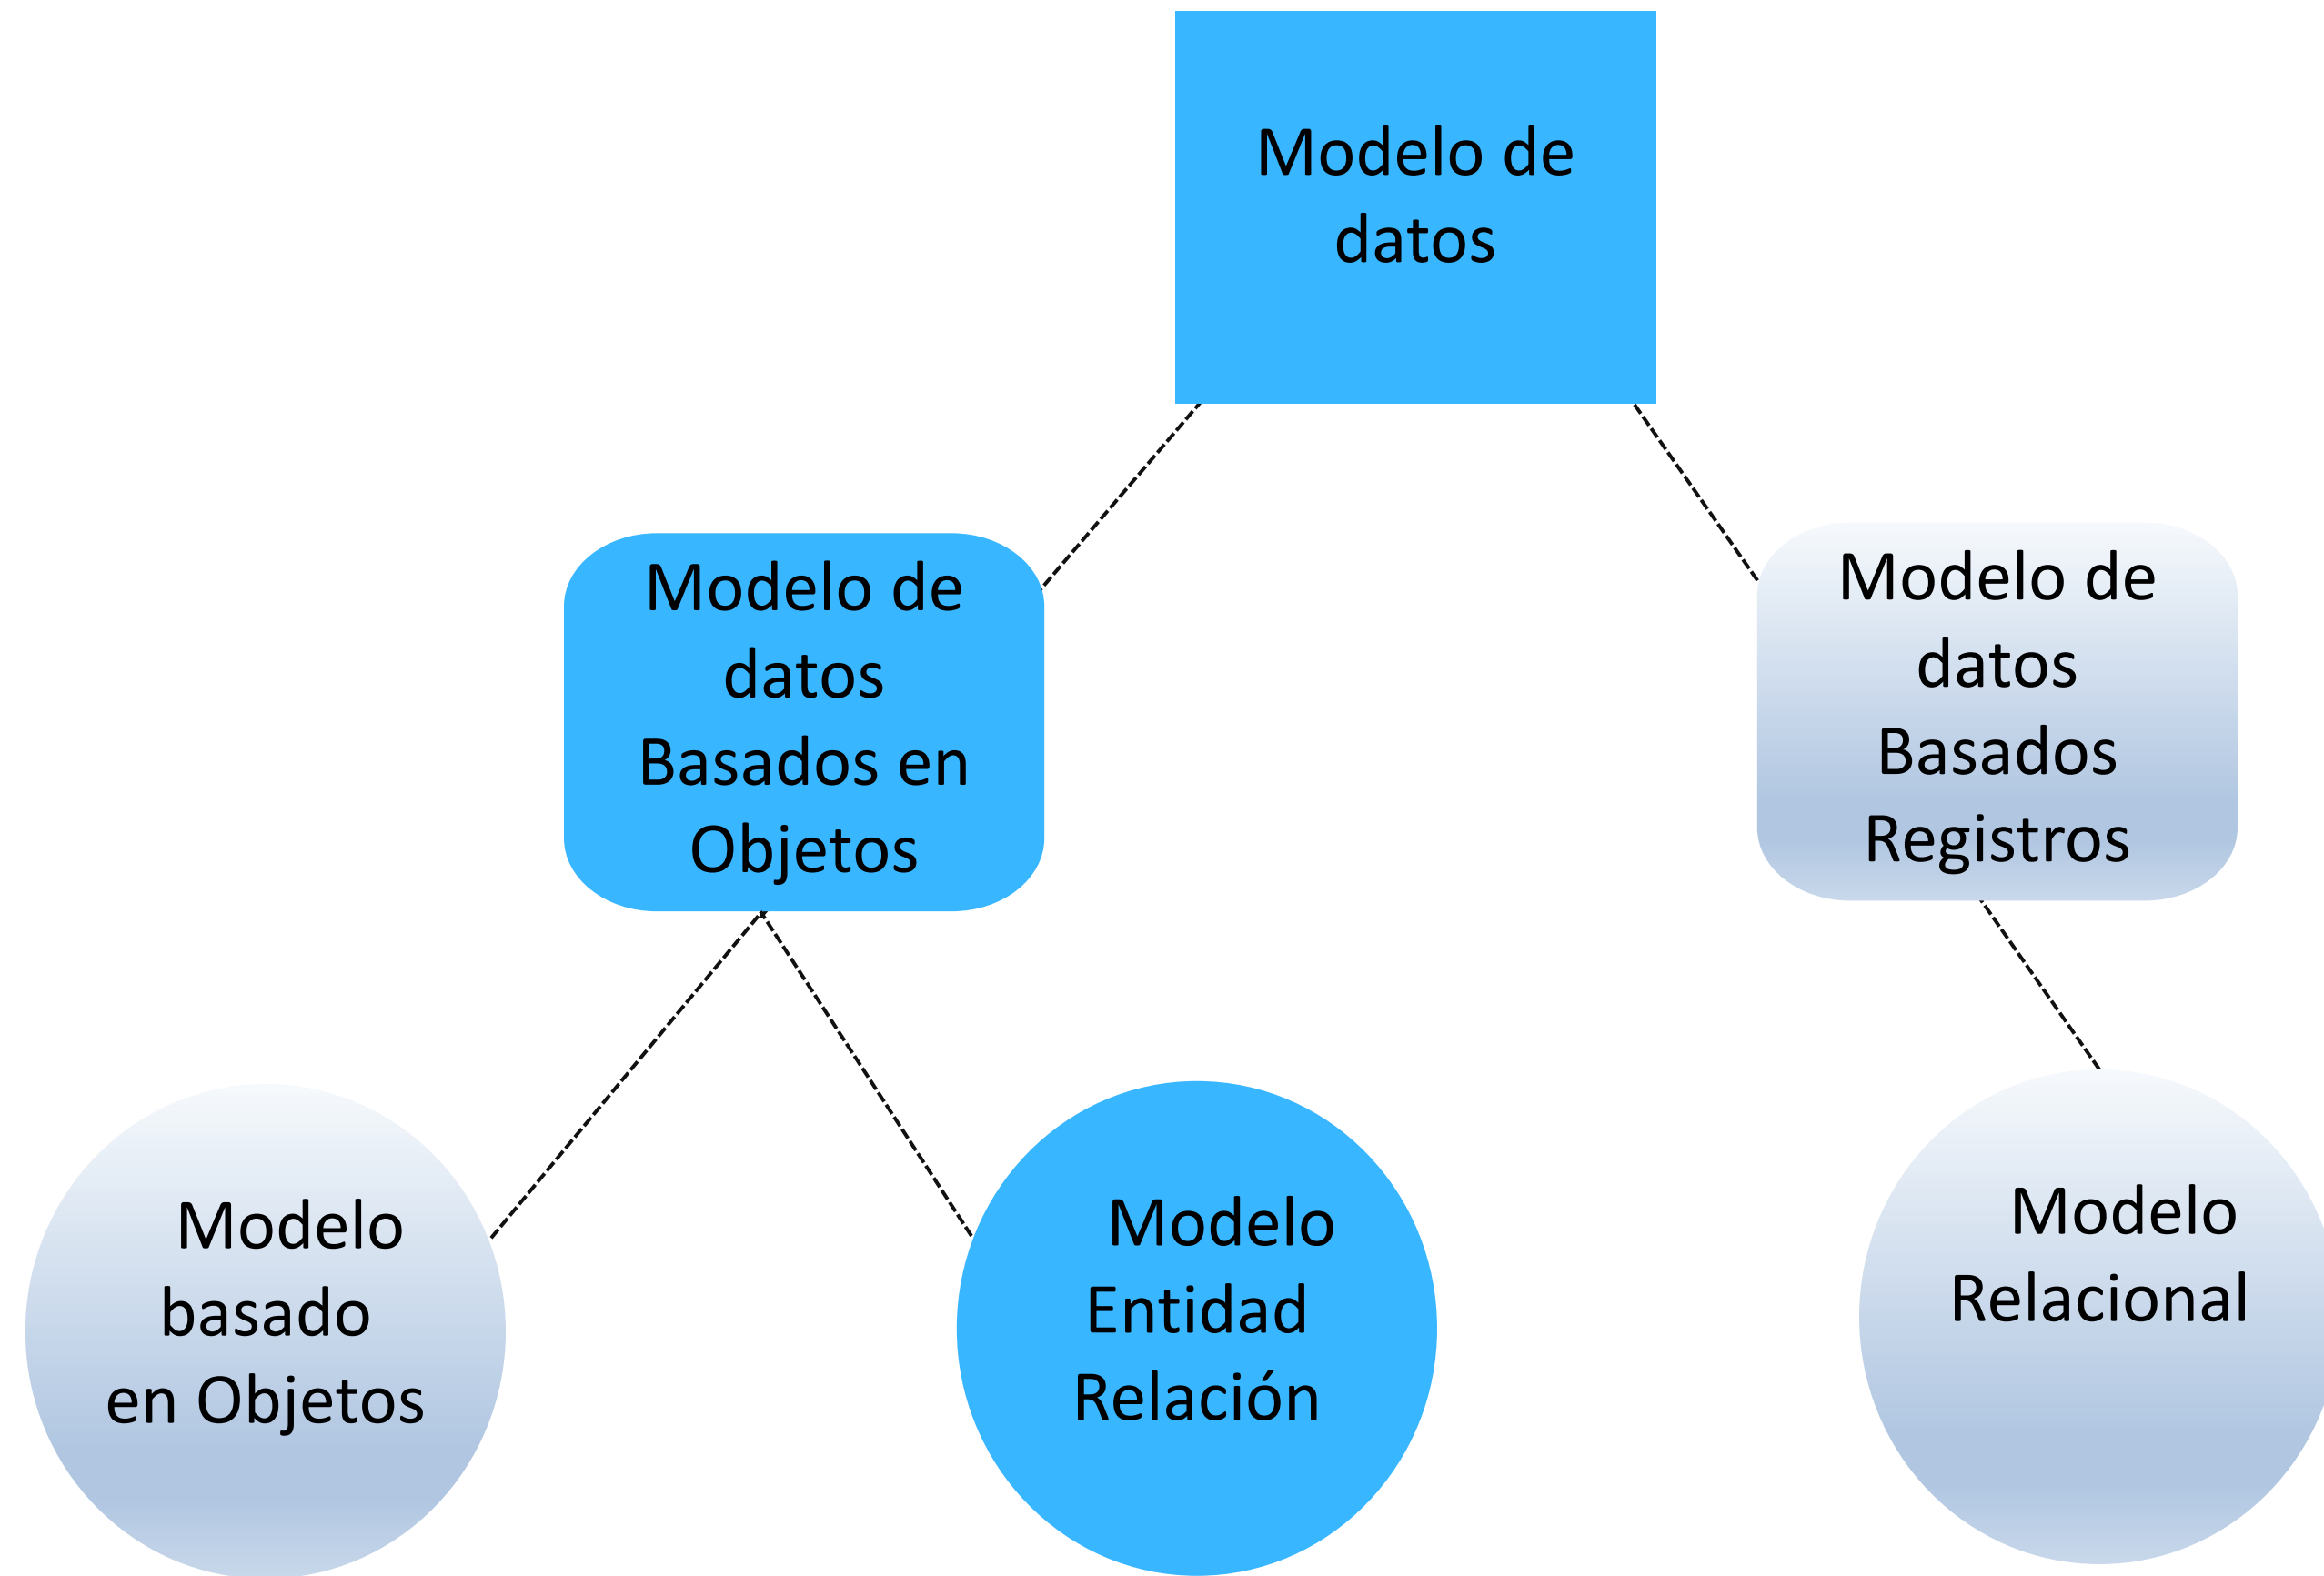 Modelo de
datos
Modelo de
datos
Basados en
Objetos
Modelo de
datos
Basados
Registros
Modelo
basado
en Objetos
Modelo
Entidad
Relación
Modelo
Relacional